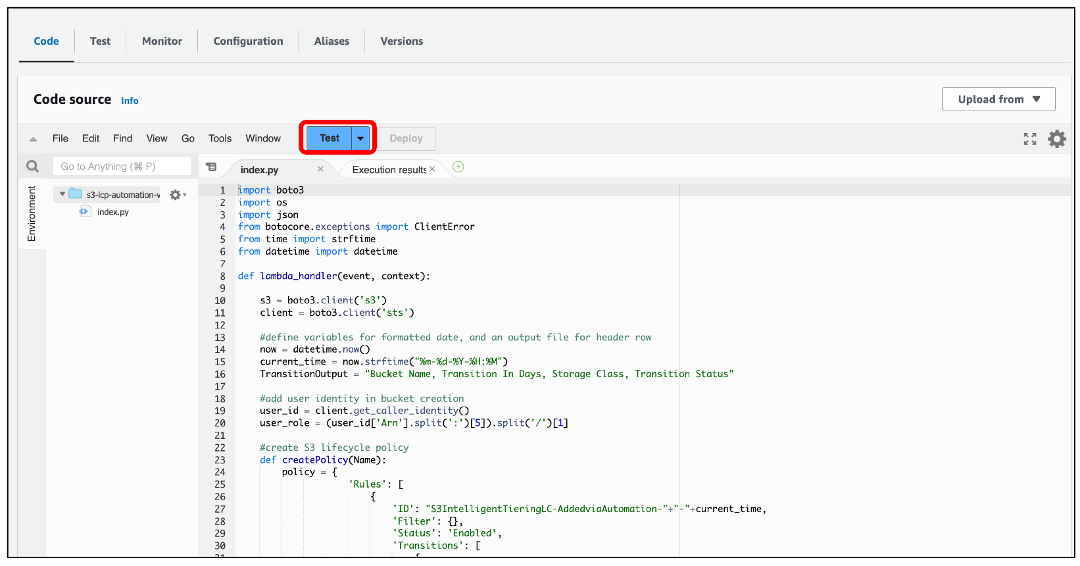 Code Test Monitor Configuration Aliases Versions
Code source Info Upload from
File Edit Find View Go Tools Window Test Deploy
Go to Anything (⌘ P) index.py Execution results
Environment
s3-lcp-automation-v
index.py
1 import boto3
2 import os
3 import json
4 from botocore.exceptions import ClientError
5 from time import strftime
6 from datetime import datetime
7
8 def lambda_handler(event, context):
9
10     s3 = boto3.client('s3')
11     client = boto3.client('sts')
12
13     #define variables for formatted date, and an output file for header row
14     now = datetime.now()
15     current_time = now.strftime("%m-%d-%Y-%H:%M")
16     TransitionOutput = "Bucket Name, Transition In Days, Storage Class, Transition Status"
17
18     #add user identity in bucket creation
19     user_id = client.get_caller_identity()
20     user_role = (user_id['Arn'].split(':')[5]).split('/')[1]
21
22     #create S3 lifecycle policy
23     def createPolicy(Name):
24         policy = {
25                     'Rules': [
26                         {
27                             'ID': "S3IntelligentTieringLC-AddedviaAutomation-"+"-"+current_time,
28                             'Filter': {},
29                             'Status': 'Enabled',
30                             'Transitions': [